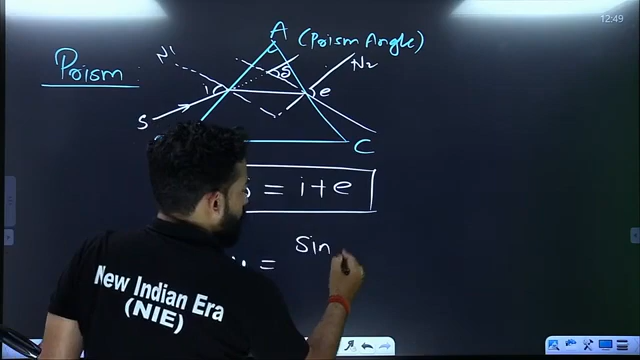 12:49
Prism
A (Prism Angle)
N1
N2
δ
i
e
S
C
= i + e
μ =
Sin
New Indian Era
(NIE)